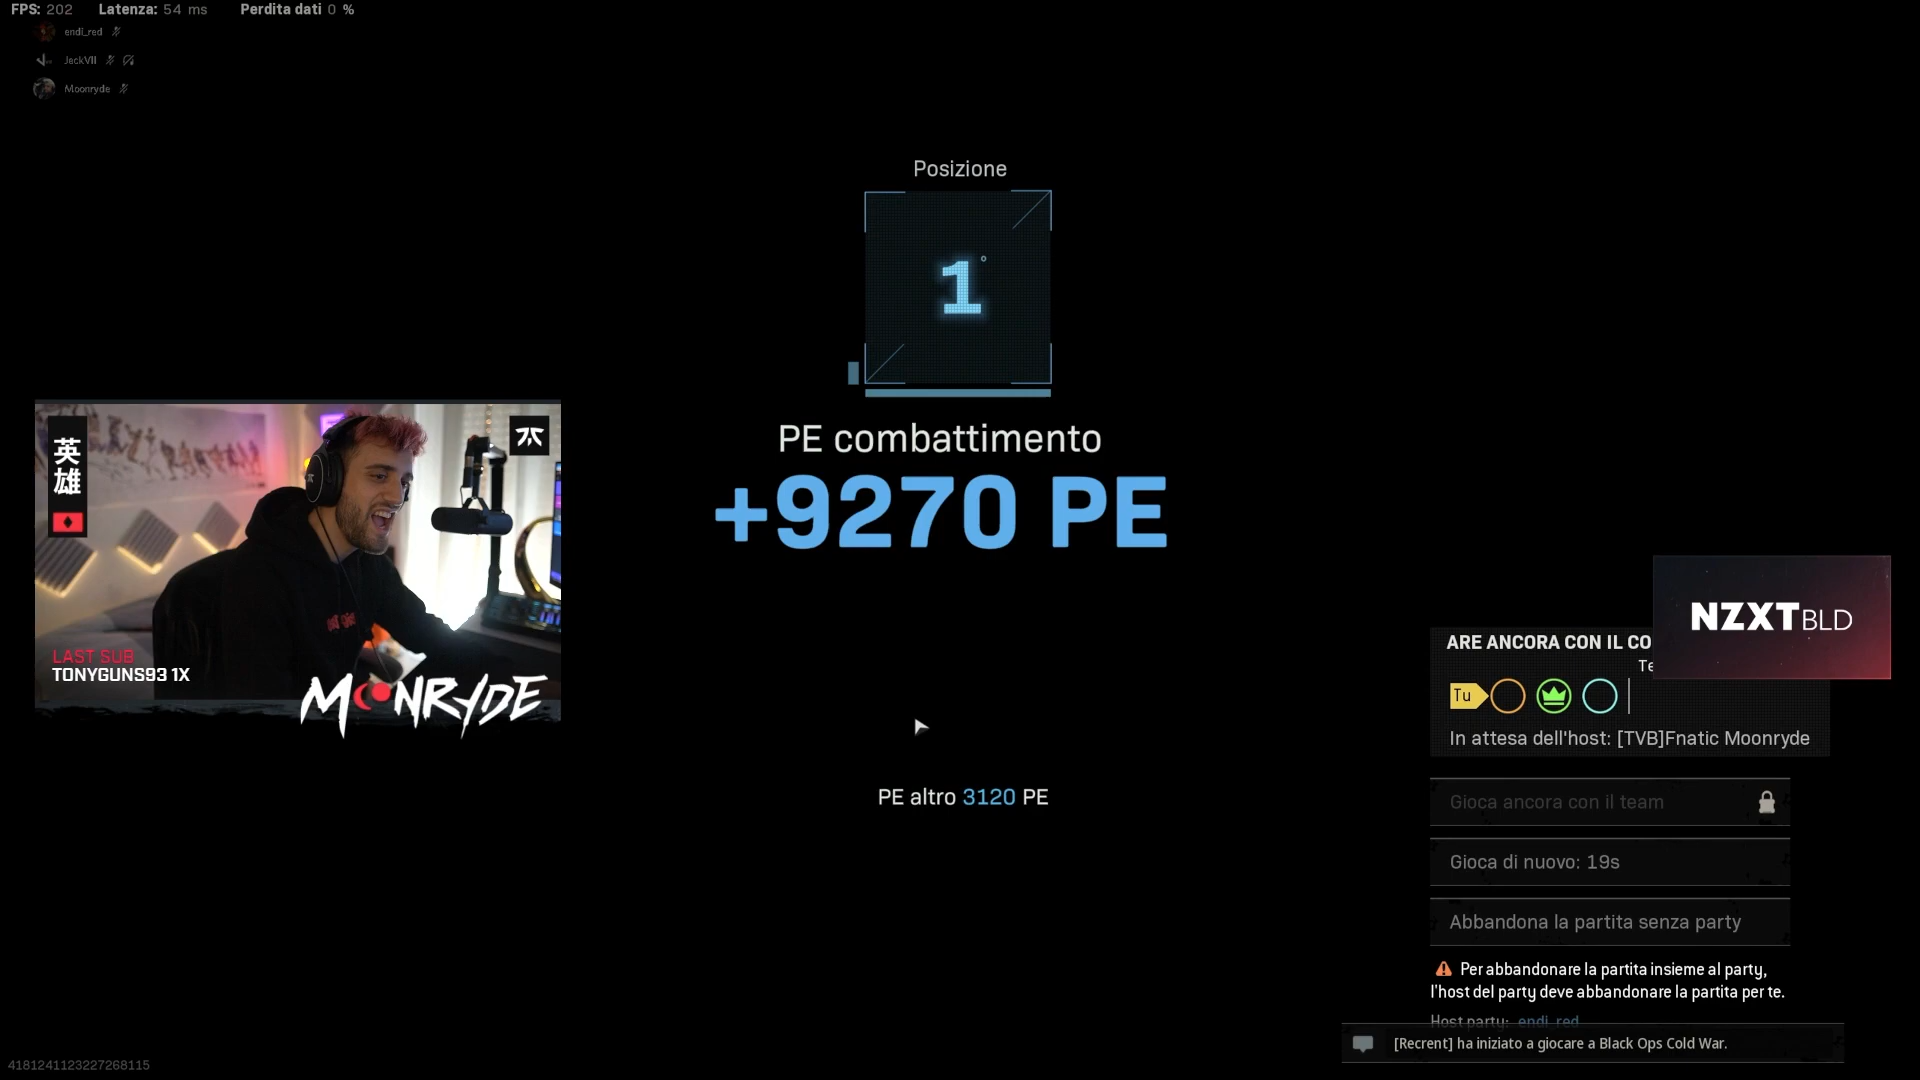 FPS: 202 Latenza: 54 ms Perdita dati 0 %
endi_red
JackVII
Moonryde
Posizione
1°
PE combattimento
+9270 PE
PE altro 3120 PE
英雄
LAST SUB
TONYGUNS93 1X
MOONRYDE
NZXT BLD
ARE ANCORA CON IL CO
Te
Tu
In attesa dell'host: [TVB]Fnatic Moonryde
Gioca ancora con il team
Gioca di nuovo: 19s
Abbandona la partita senza party
Per abbandonare la partita insieme al party,
l'host del party deve abbandonare la partita per te.
Host party: endi_red
[Recrent] ha iniziato a giocare a Black Ops Cold War.
4181241123227268115